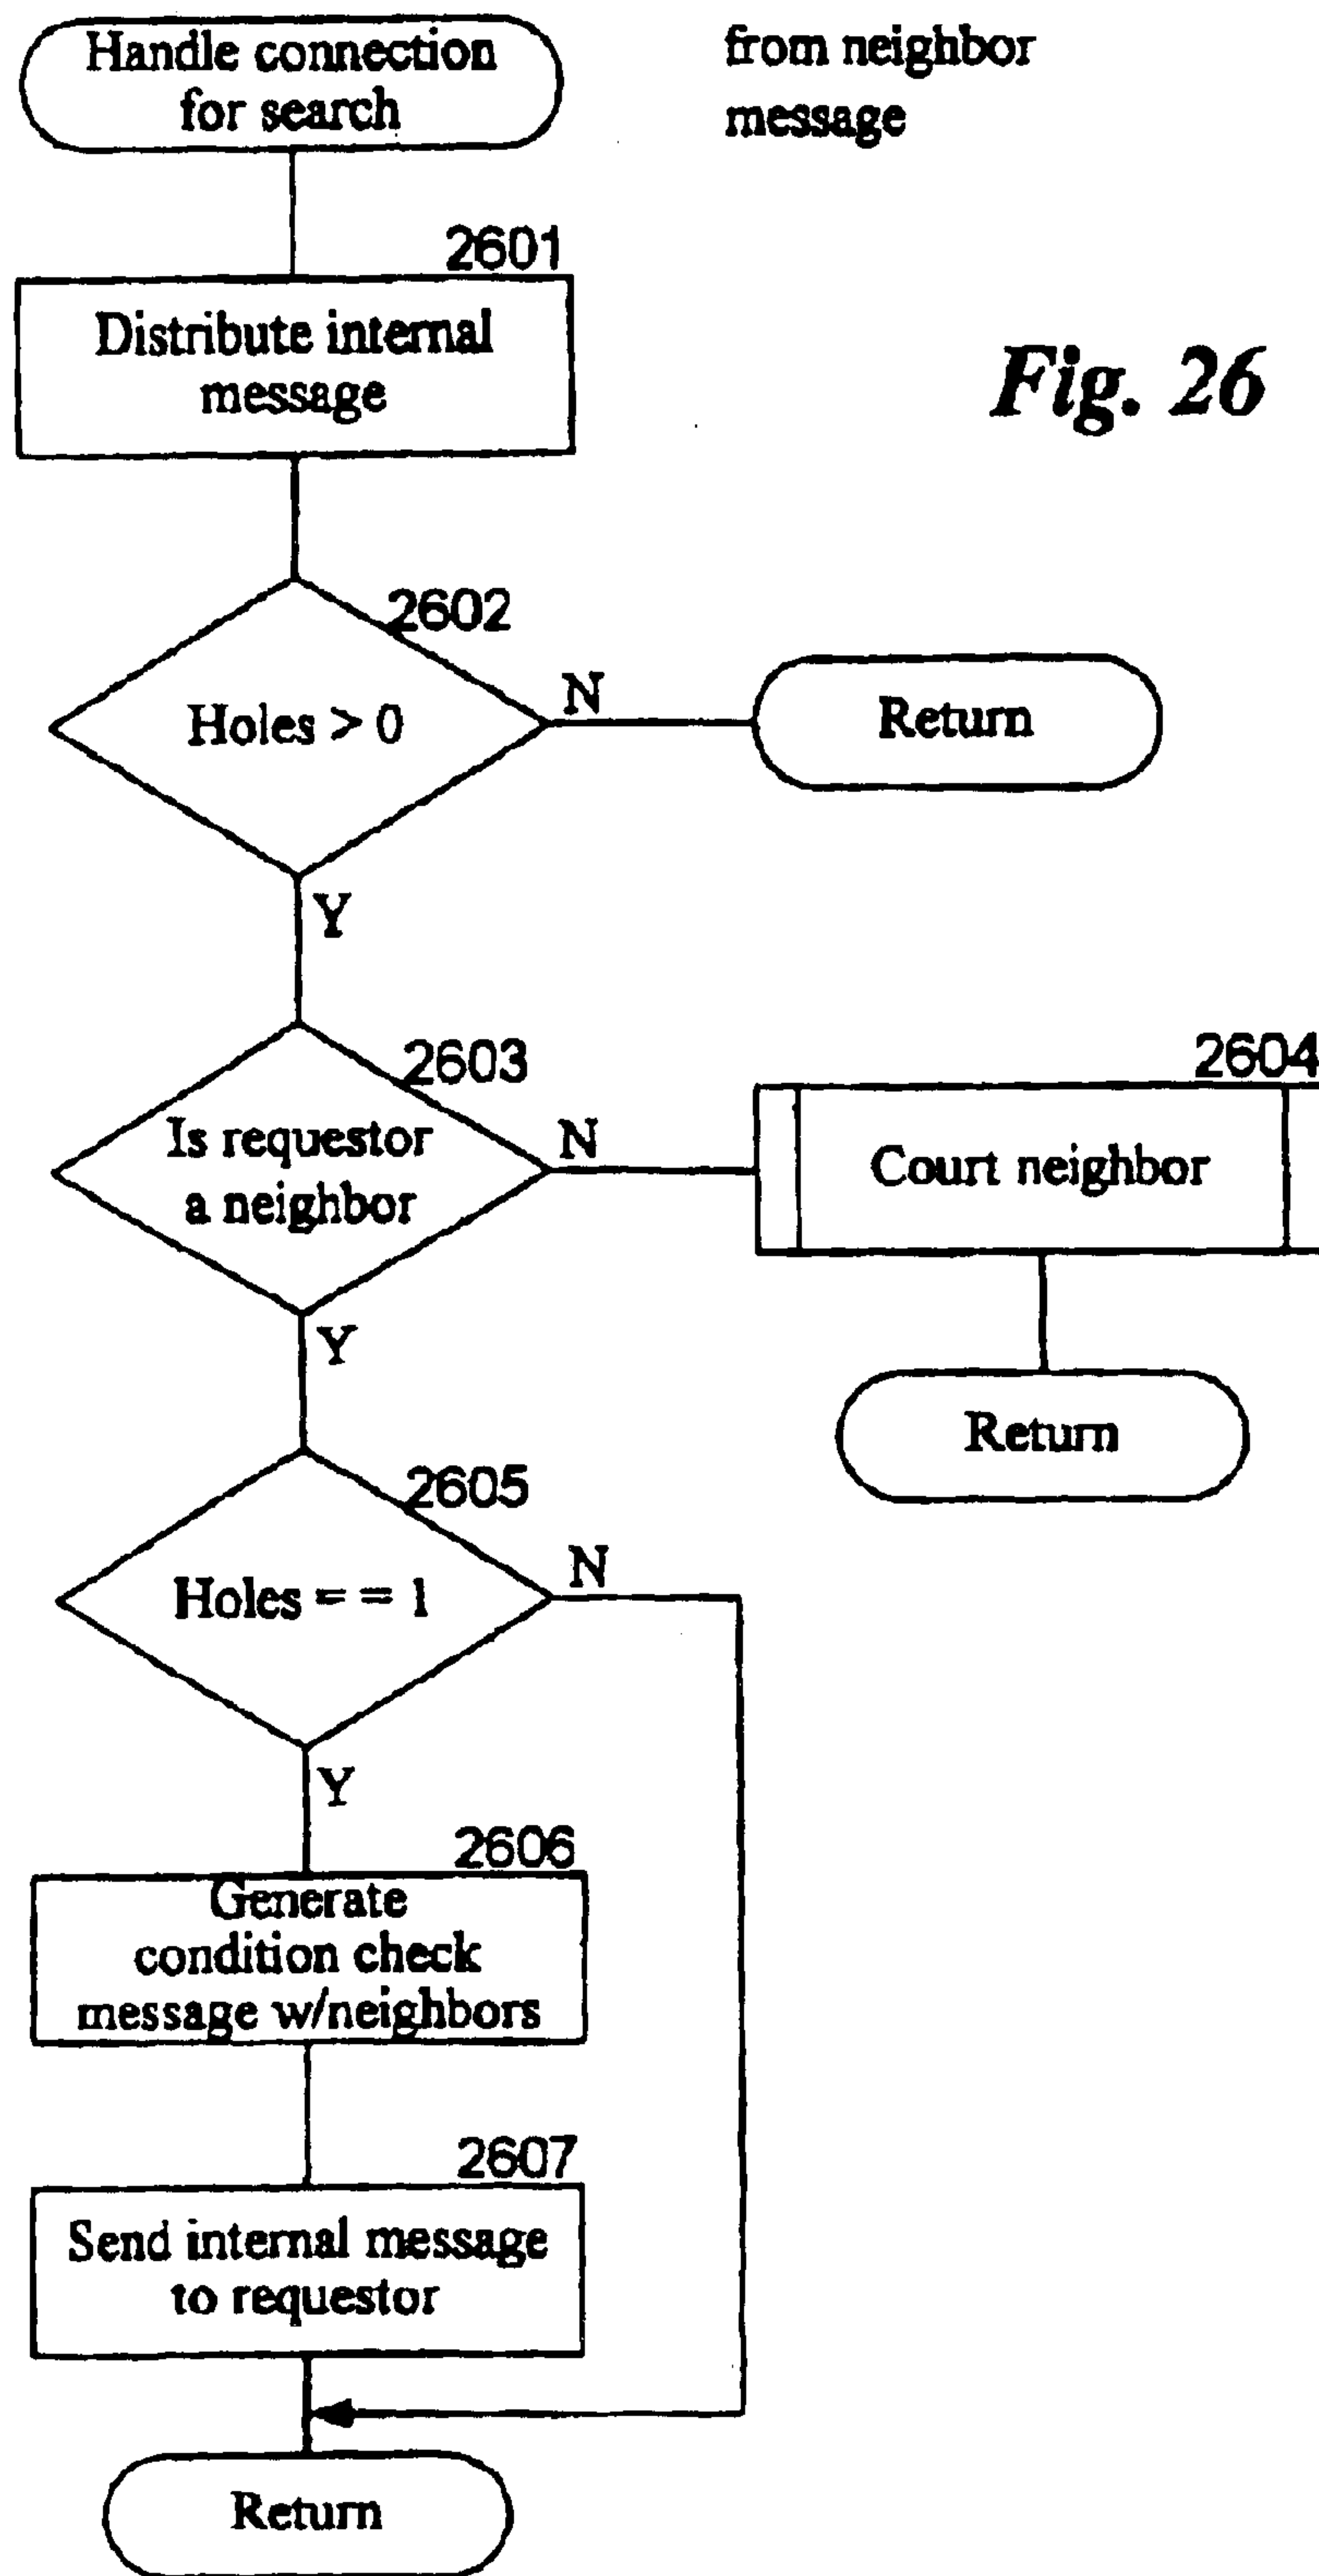 Handle connection
for search
from neighbor
message
2601
Distribute internal
message
Fig. 26
2602
Holes > 0
N
Return
Y
2603
Is requestor
a neighbor
N
2604
Court neighbor
Return
Y
2605
Holes = = 1
N
Y
2606
Generate
condition check
message w/neighbors
2607
Send internal message
to requestor
Return